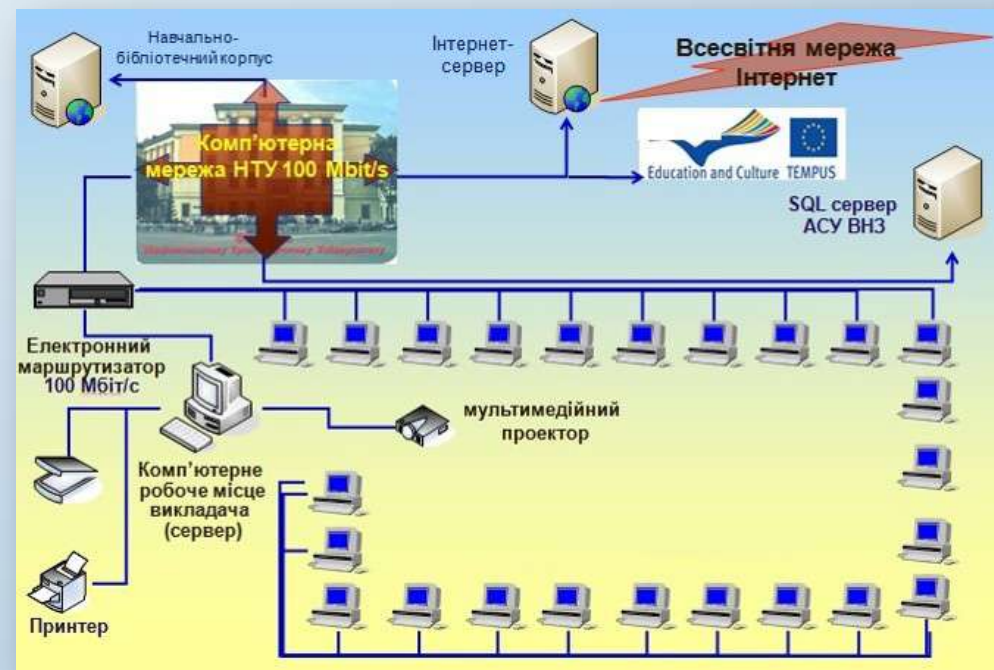 Навчально-
бібліотечний корпус
Інтернет-
сервер
Всесвітня мережа
Інтернет
Комп'ютерна
мережа НТУ 100 Mbit/s
Education and Culture TEMPUS
SQL сервер
АСУ ВНЗ
Електронний
маршрутизатор
100 Мбіт/с
мультимедійний
проектор
Комп'ютерне
робоче місце
викладача
(сервер)
Принтер